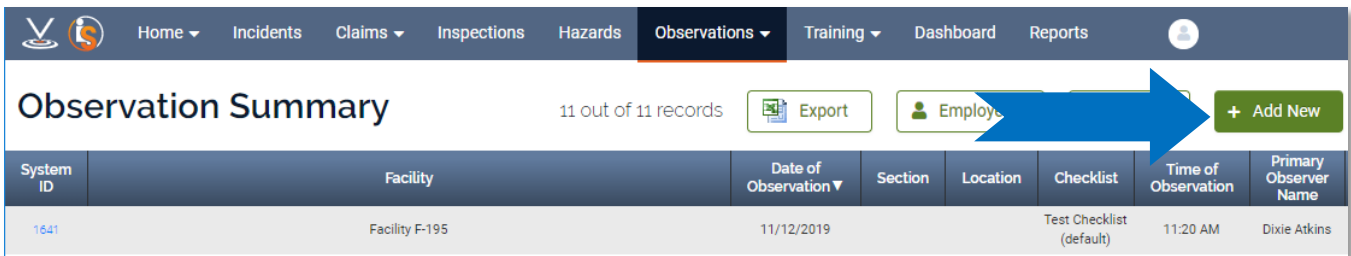 is Home Incidents Claims Inspections Hazards Observations Training Dashboard Reports
Observation Summary 11 out of 11 records Export + Add New
System ID Facility Date of Observation▼ Section Location Checklist Time of Observation Primary Observer Name
1641 Facility F-195 11/12/2019 Test Checklist (default) 11:20 AM Dixie Atkins